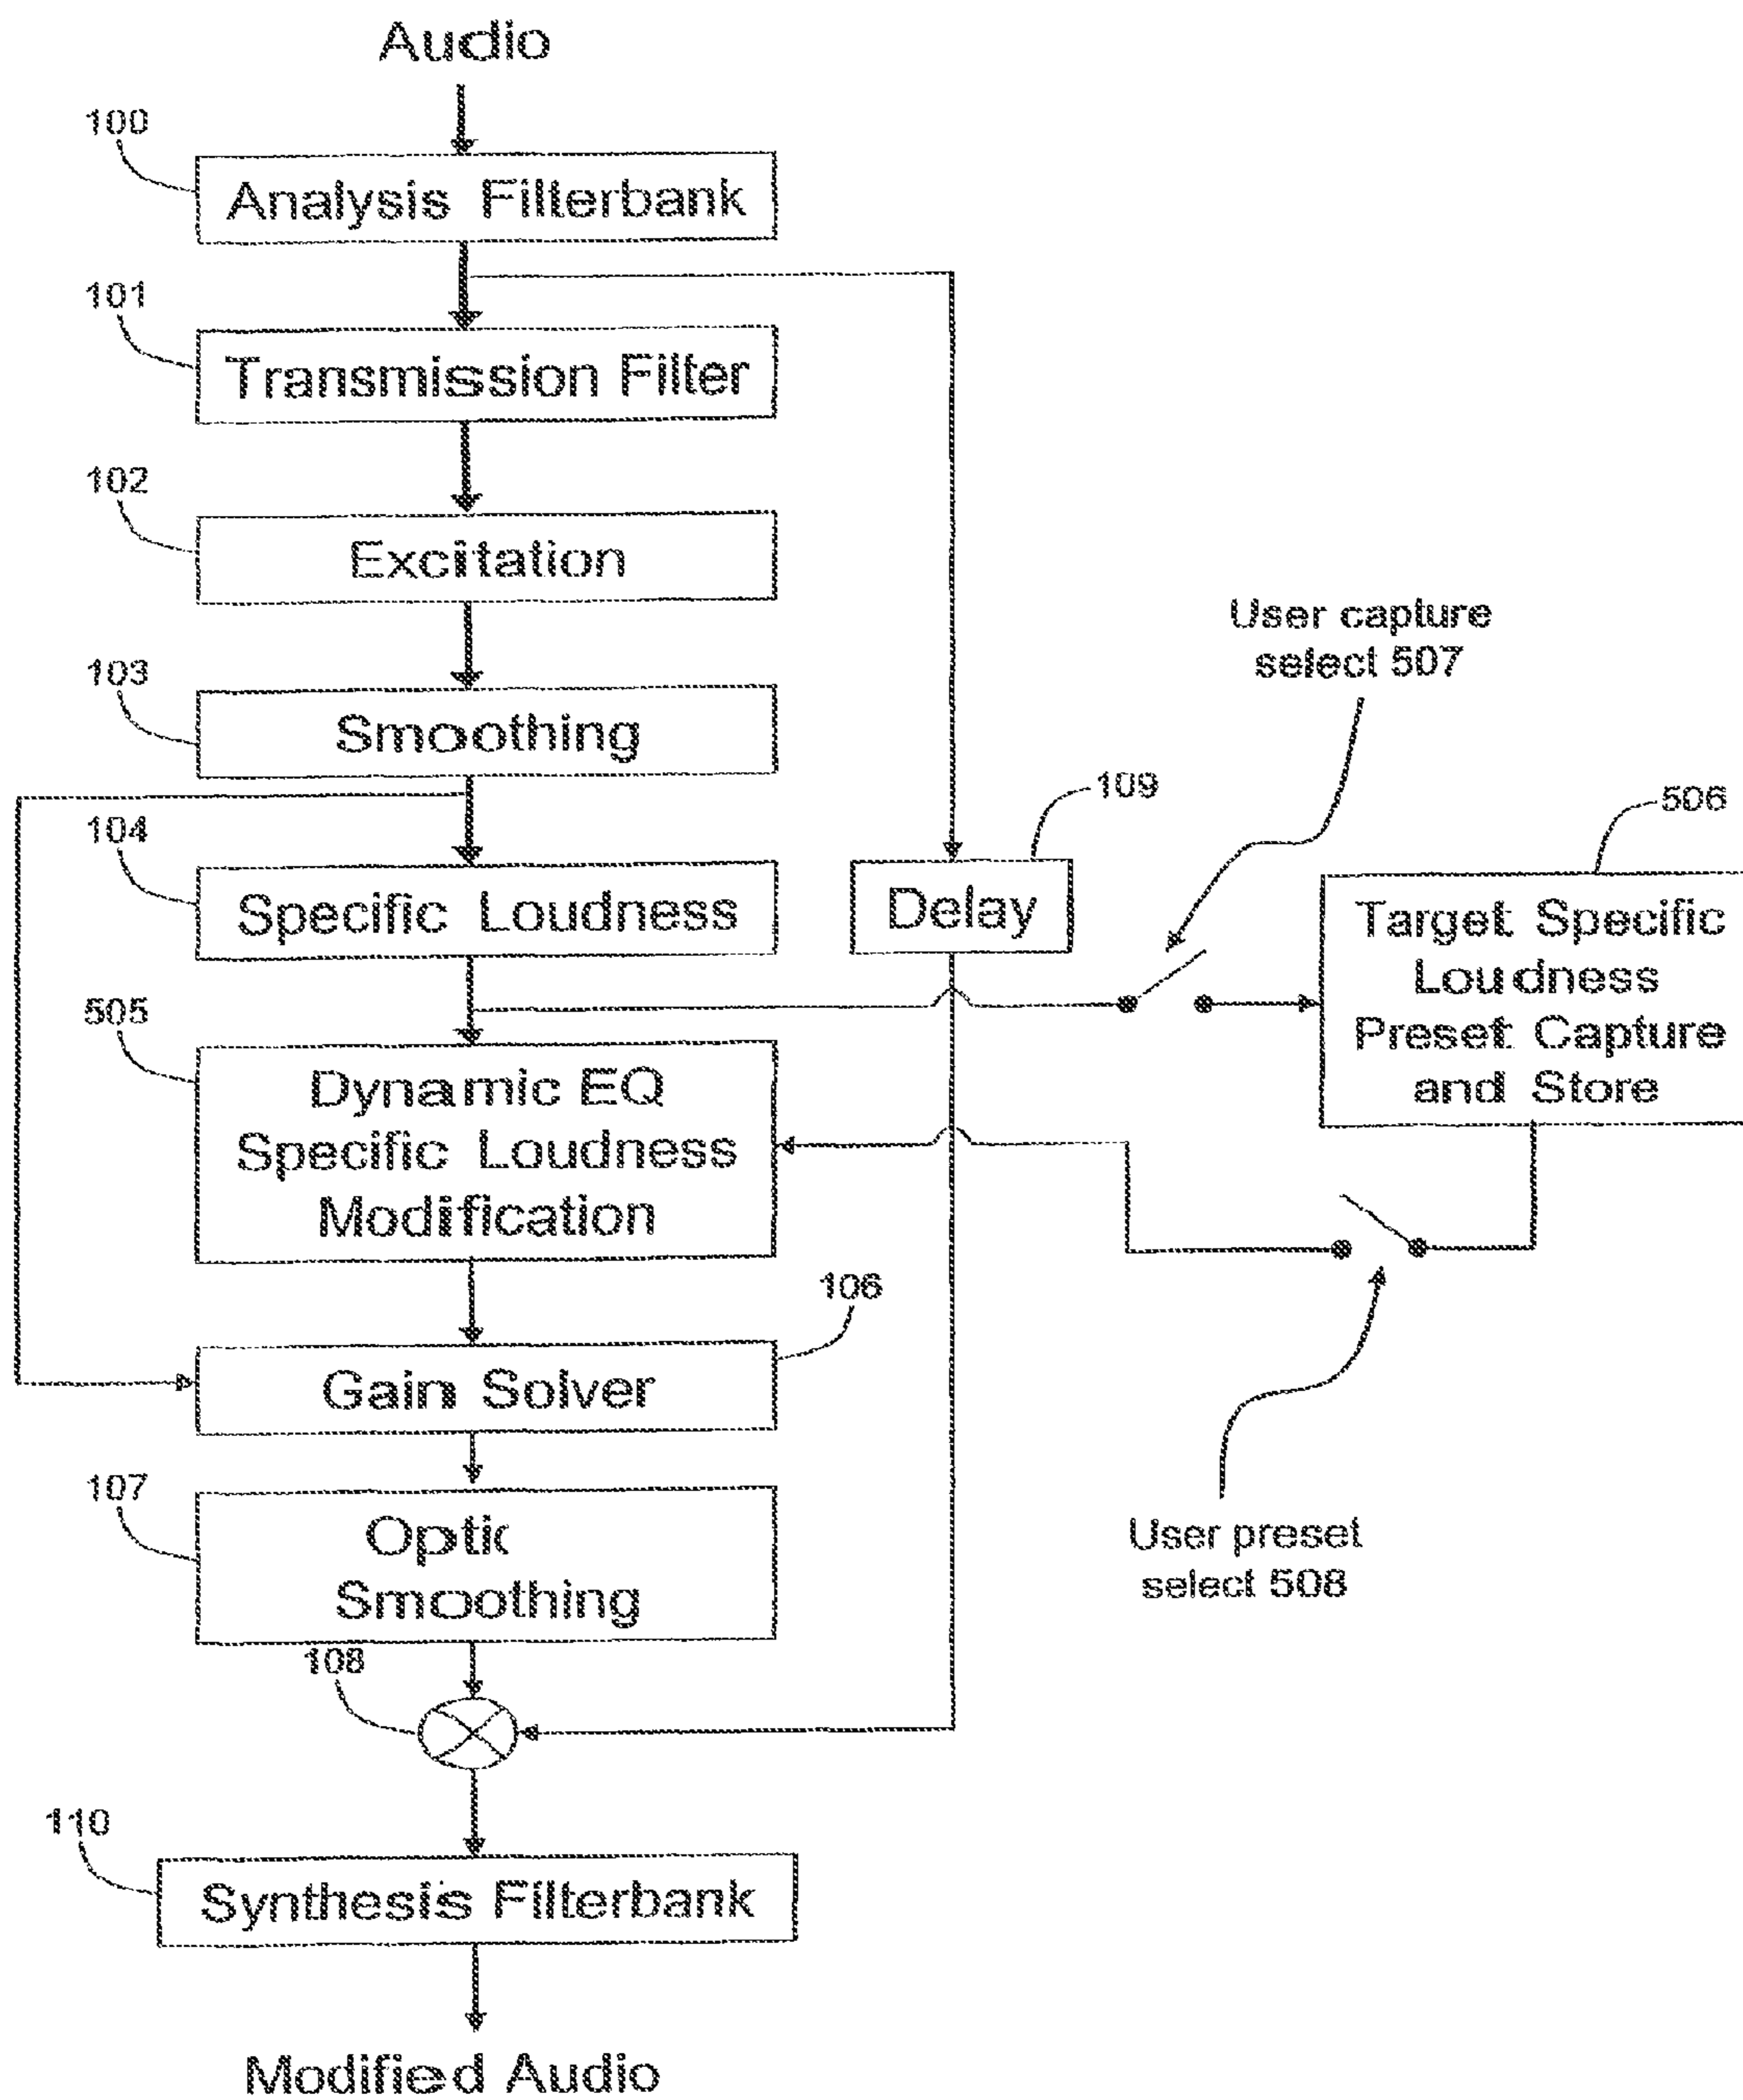 Audio
100
Analysis Filterbank
101
Transmission Filter
102
Excitation
103
Smoothing
User capture
select 507
104
Specific Loudness
109
Delay
506
Target Specific
Loudness
Preset Capture
and Store
505
Dynamic EQ
Specific Loudness
Modification
106
Gain Solver
107
Optic
Smoothing
User preset
select 508
108
110
Synthesis Filterbank
Modified Audio